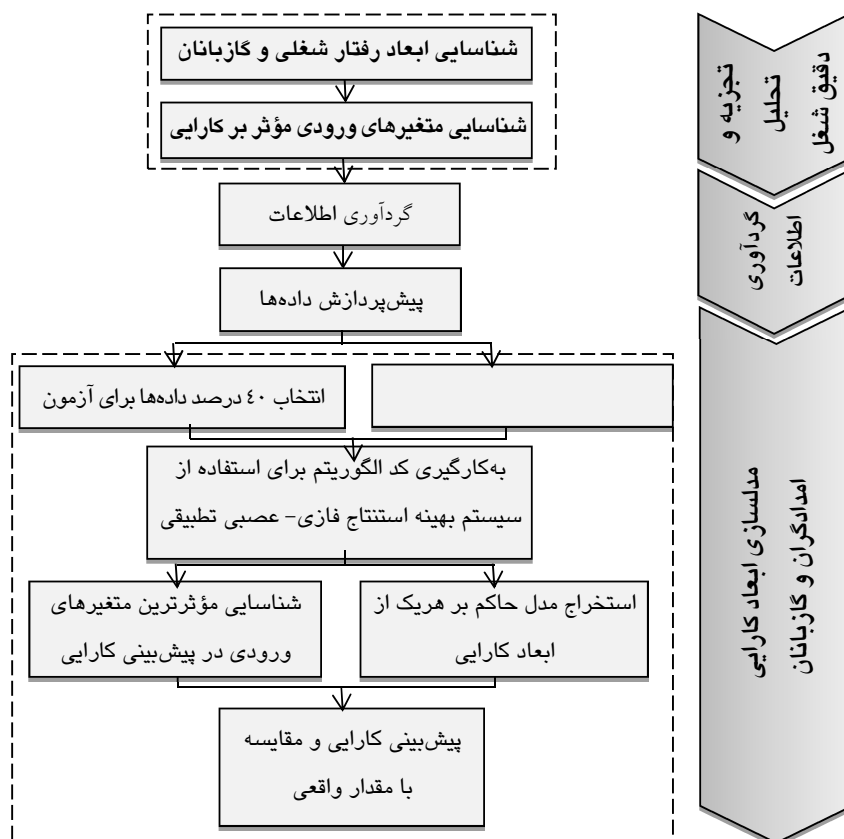 شناسایی ابعاد رفتار شغلی و گازبانان
شناسایی متغیرهای ورودی مؤثر بر کارایی
گردآوری اطلاعات
پیش‌پردازش داده‌ها
انتخاب ٤٠ درصد داده‌ها برای آزمون
به‌کارگیری کد الگوریتم برای استفاده از
سیستم بهینه استنتاج فازی- عصبی تطبیقی
استخراج مدل حاکم بر هریک از
ابعاد کارایی
شناسایی مؤثرترین متغیرهای
ورودی در پیش‌بینی کارایی
پیش‌بینی کارایی و مقایسه
با مقدار واقعی
تجزیه و
تحلیل
دقیق شغل
گردآوری
اطلاعات
مدلسازی ابعاد کارایی
امدادگران و گازبانان